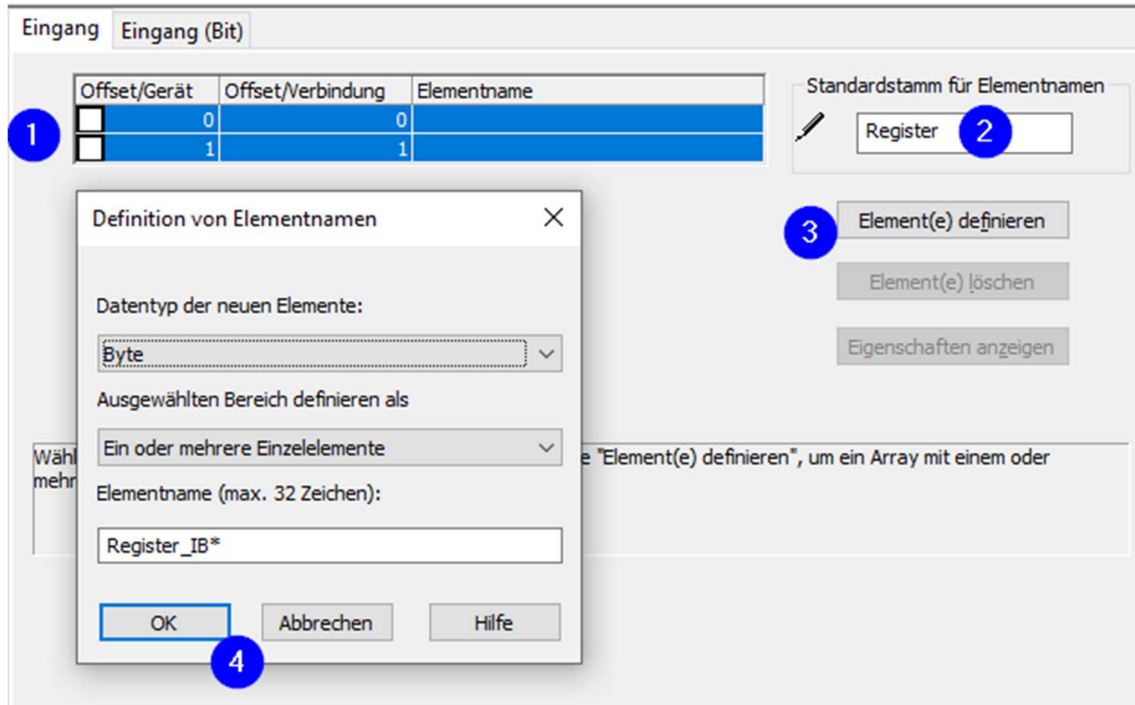 Eingang Eingang (Bit)
Offset/Gerät Offset/Verbindung Elementname
0 0
1 1
1
Standardstamm für Elementnamen
Register 2
3 Element(e) definieren
Element(e) löschen
Eigenschaften anzeigen
Definition von Elementnamen
Datentyp der neuen Elemente:
Byte
Ausgewählten Bereich definieren als
Ein oder mehrere Einzelelemente
Elementname (max. 32 Zeichen):
Register_IB*
OK Abbrechen Hilfe
4
"Element(e) definieren", um ein Array mit einem oder